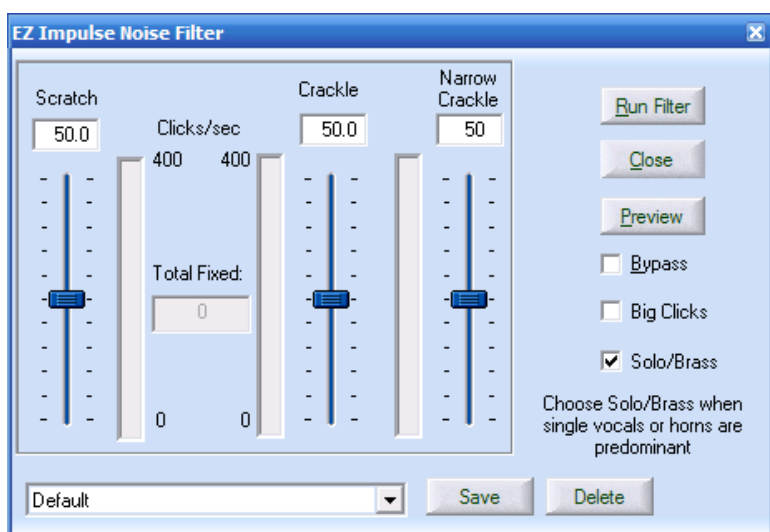 EZ Impulse Noise Filter
Scratch
50.0
Clicks/sec
400 400
Total Fixed:
0
0 0
Crackle
50.0
Narrow
Crackle
50
Run Filter
Close
Preview
Bypass
Big Clicks
Solo/Brass
Choose Solo/Brass when
single vocals or horns are
predominant
Default
Save
Delete